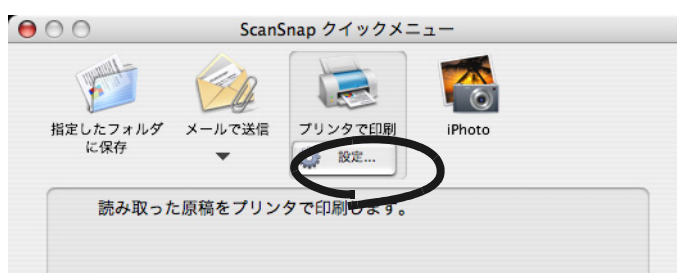 ScanSnap クイックメニュー
指定したフォルダ
に保存
メールで送信
プリンタで印刷
iPhoto
設定...
読み取った原稿をプリンタで印刷します。